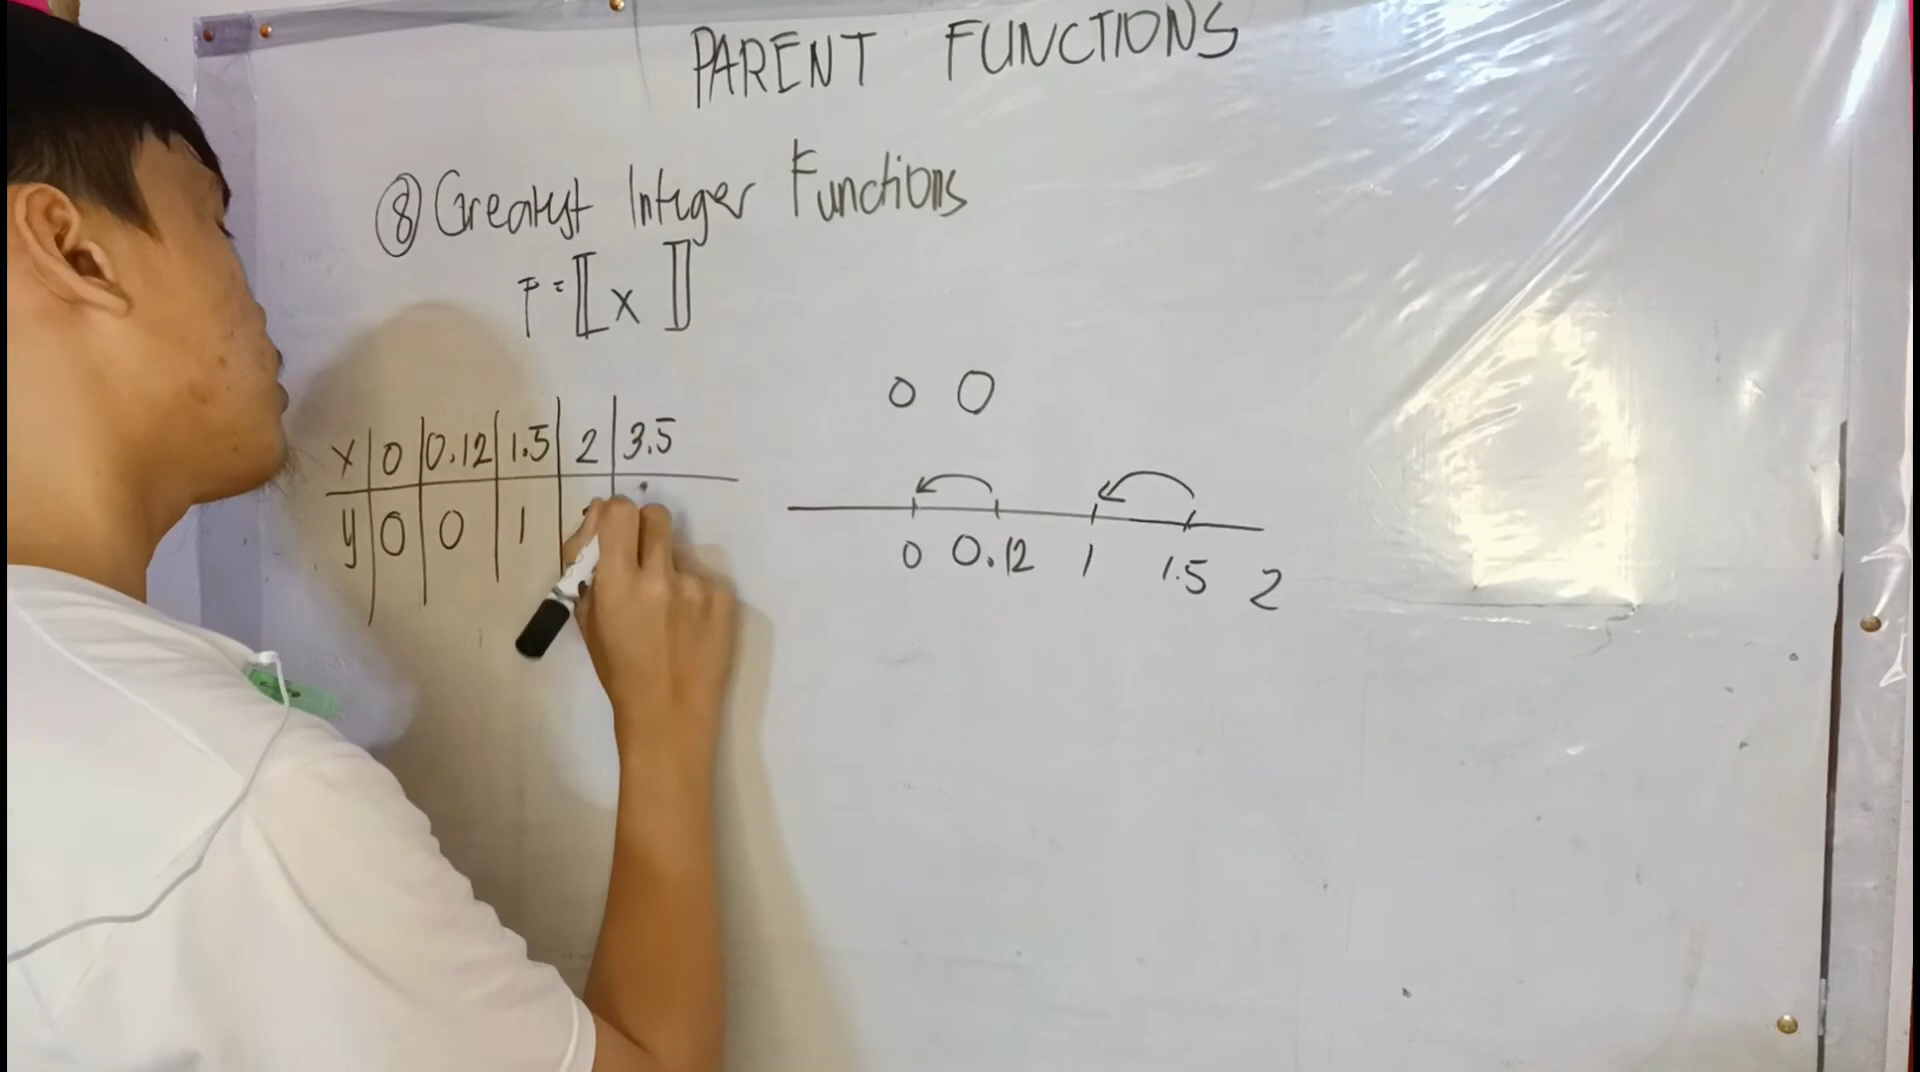 PARENT FUNCTIONS
⑧ Greatest Integer Functions
F = ⟦ x ⟧
0 0
x 0 0.12 1.5 2 3.5
y 0 0 1
0 0.12 1 1.5 2